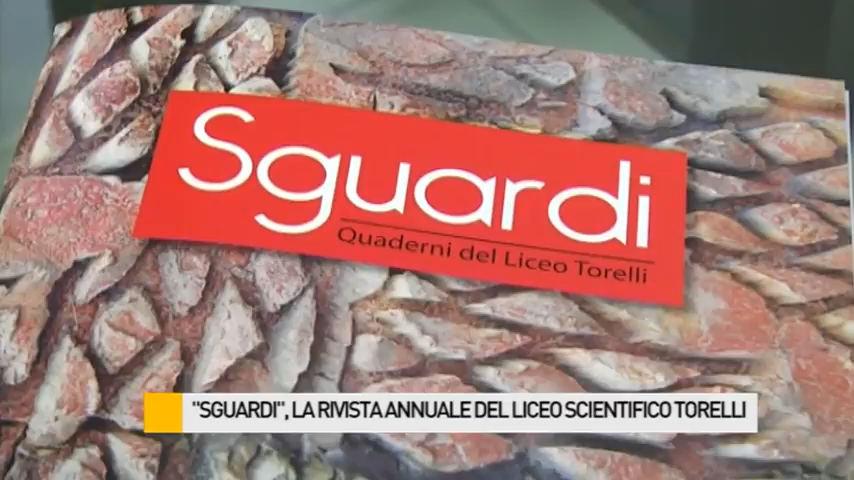 Sguardi
Quaderni del Liceo Torelli
"SGUARDI", LA RIVISTA ANNUALE DEL LICEO SCIENTIFICO TORELLI